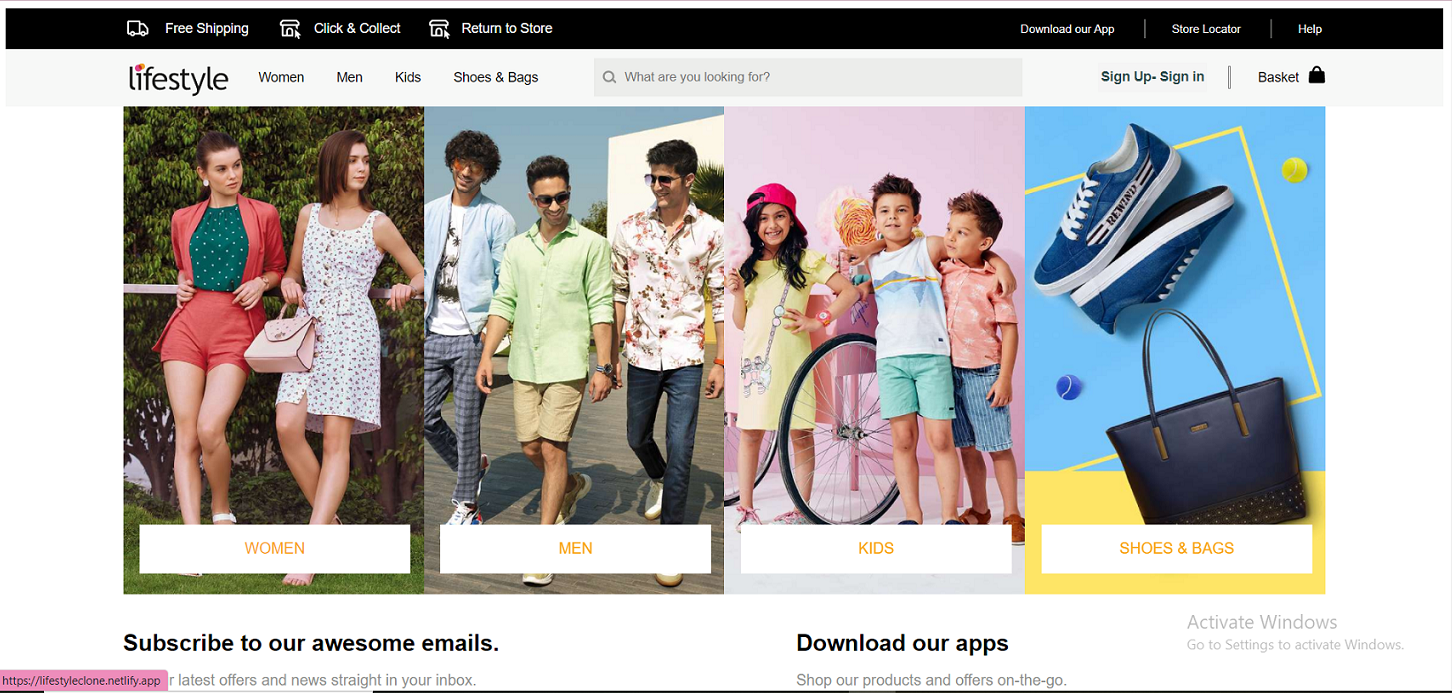 Free Shipping Click & Collect Return to Store Download our App Store Locator Help
lifestyle Women Men Kids Shoes & Bags What are you looking for? Sign Up- Sign in Basket
REWIND
WOMEN MEN KIDS SHOES & BAGS
Subscribe to our awesome emails. Download our apps
Activate Windows
Go to Settings to activate Windows.
latest offers and news straight in your inbox. Shop our products and offers on-the-go.
https://lifestyleclone.netlify.app